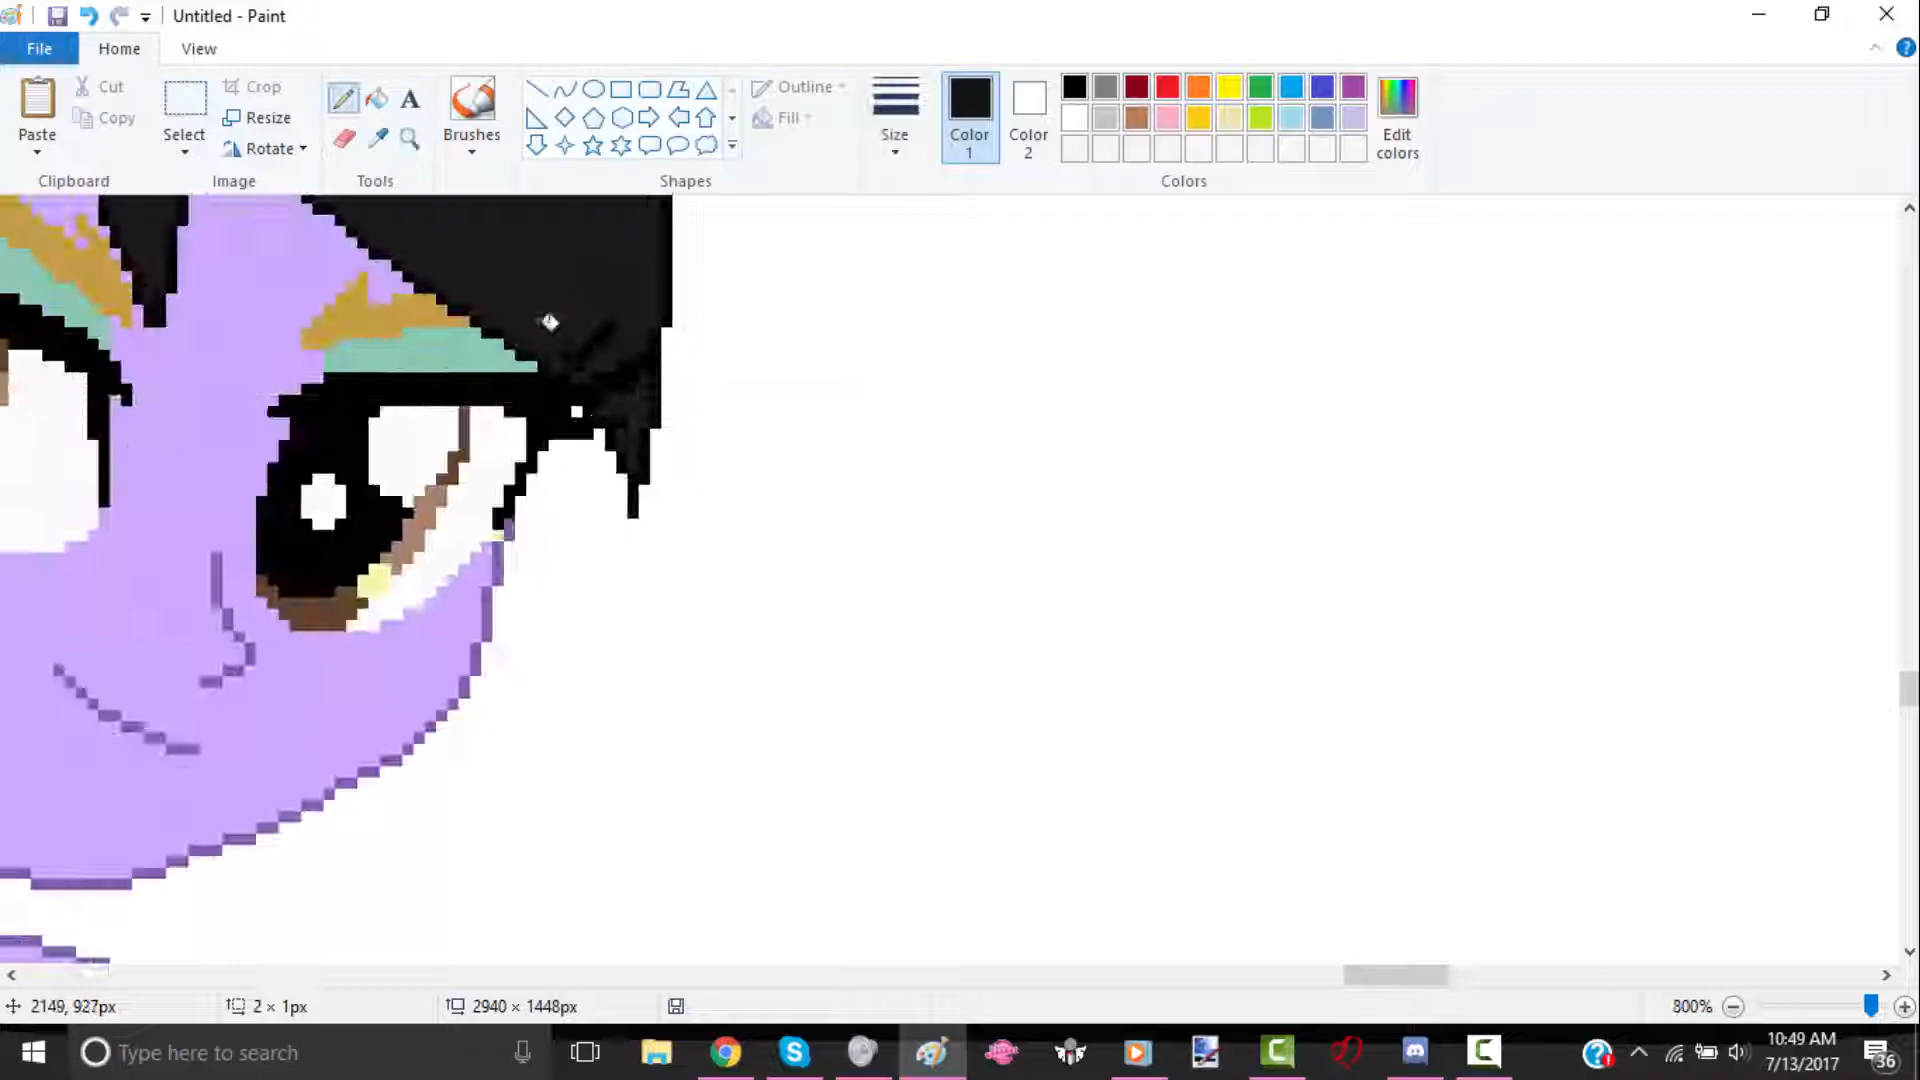 Untitled - Paint
File Home View
Paste
Cut
Copy
Clipboard
Select
Crop
Resize
Rotate
Image
A
Tools
Brushes
Outline
Fill
Shapes
Size
Color 1
Color 2
Edit colors
Colors
2149, 927px
2 × 1px
2940 × 1448px
800%
Type here to search
10:49 AM
7/13/2017
36